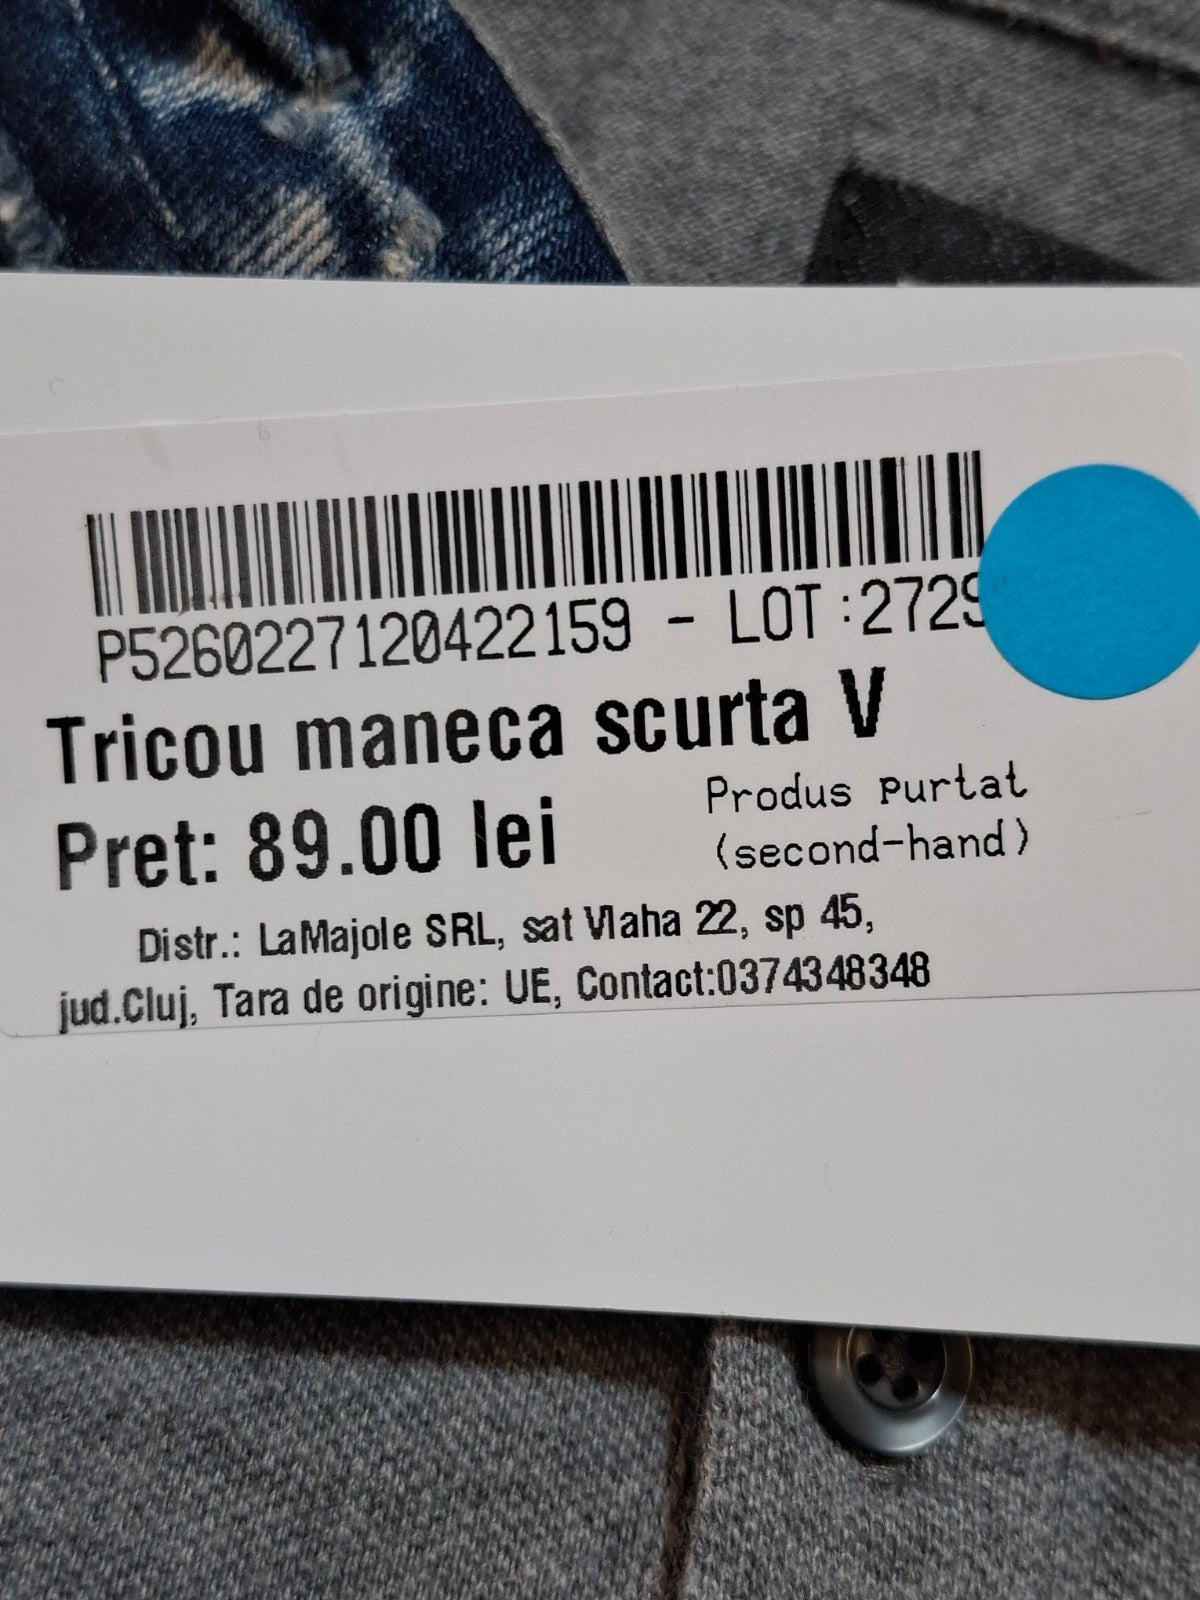 P5260227120422159 - LOT :2729
Tricou maneca scurta V
Pret: 89.00 lei
Produs purtat
(second-hand)
Distr.: LaMajole SRL, sat Vlaha 22, sp 45,
jud.Cluj, Tara de origine: UE, Contact:0374348348